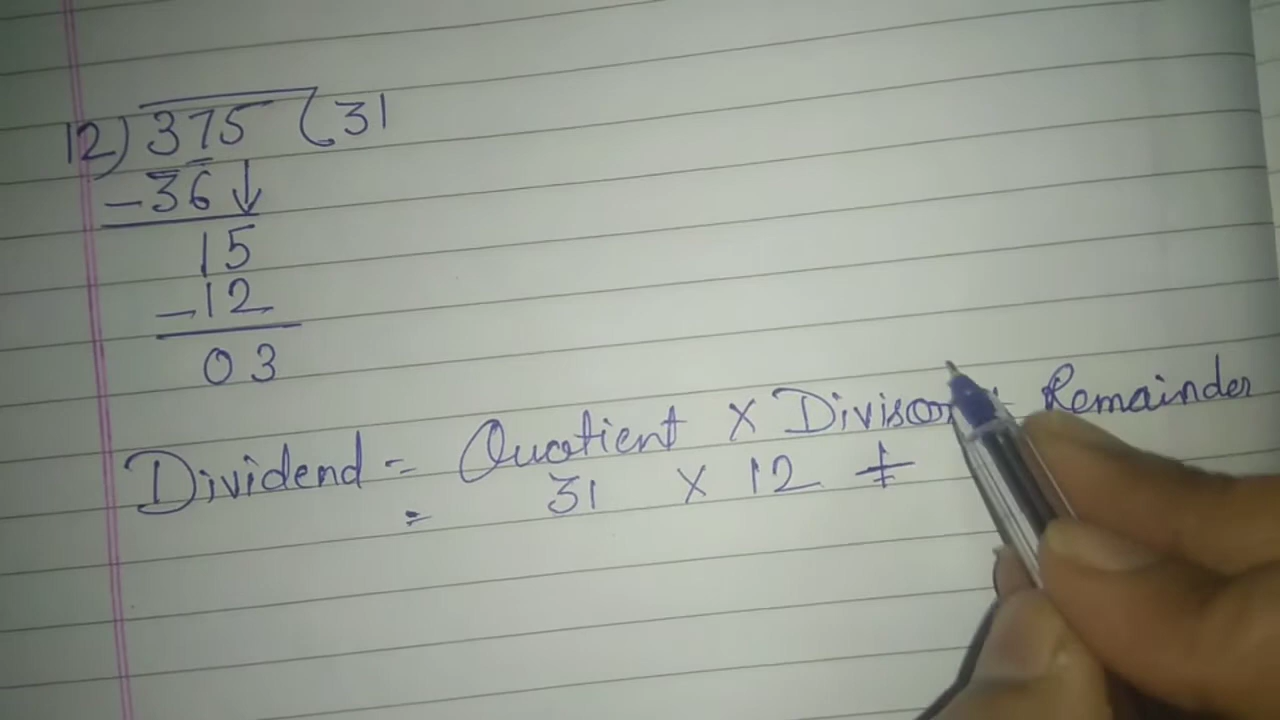 12) 375 ( 31
-36↓
15
-12
03
Dividend = Quotient × Divisor + Remainder
= 31 × 12 +